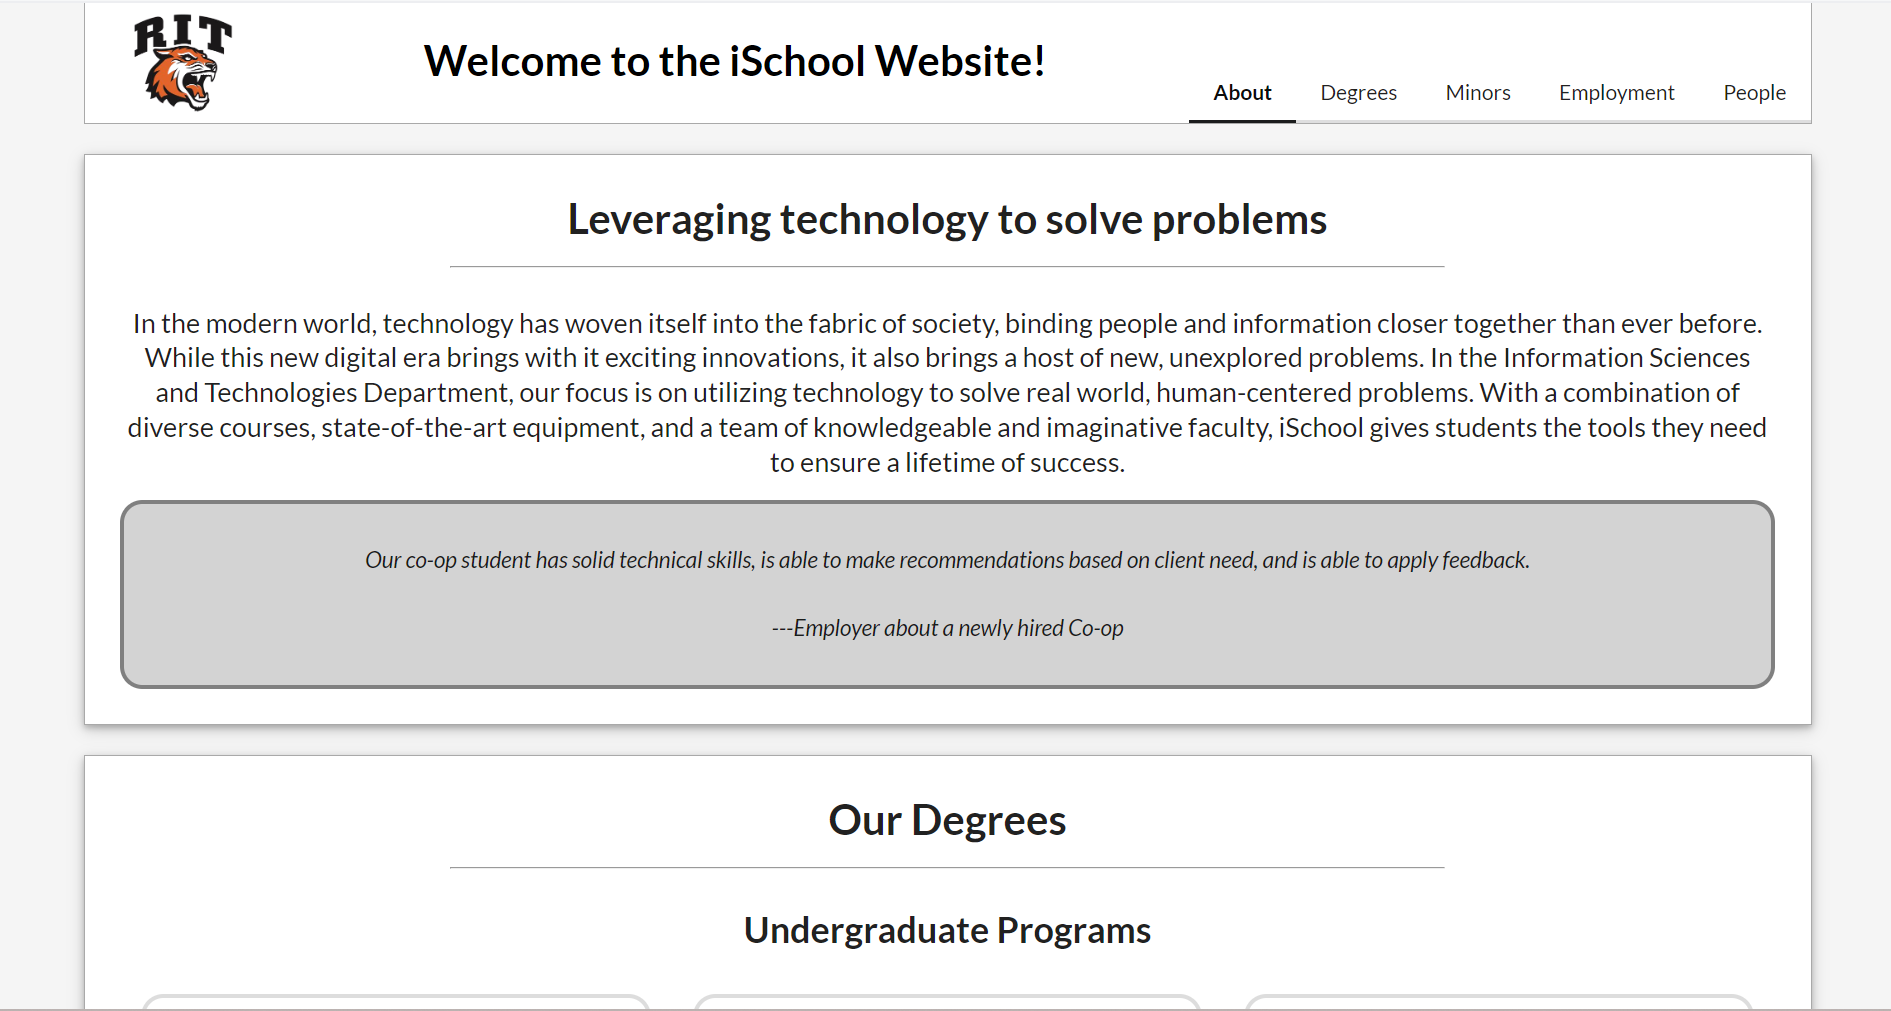 RIT
Welcome to the iSchool Website!
About
Degrees
Minors
Employment
People
Leveraging technology to solve problems
In the modern world, technology has woven itself into the fabric of society, binding people and information closer together than ever before.
While this new digital era brings with it exciting innovations, it also brings a host of new, unexplored problems. In the Information Sciences
and Technologies Department, our focus is on utilizing technology to solve real world, human-centered problems. With a combination of
diverse courses, state-of-the-art equipment, and a team of knowledgeable and imaginative faculty, iSchool gives students the tools they need
to ensure a lifetime of success.
Our co-op student has solid technical skills, is able to make recommendations based on client need, and is able to apply feedback.
---Employer about a newly hired Co-op
Our Degrees
Undergraduate Programs